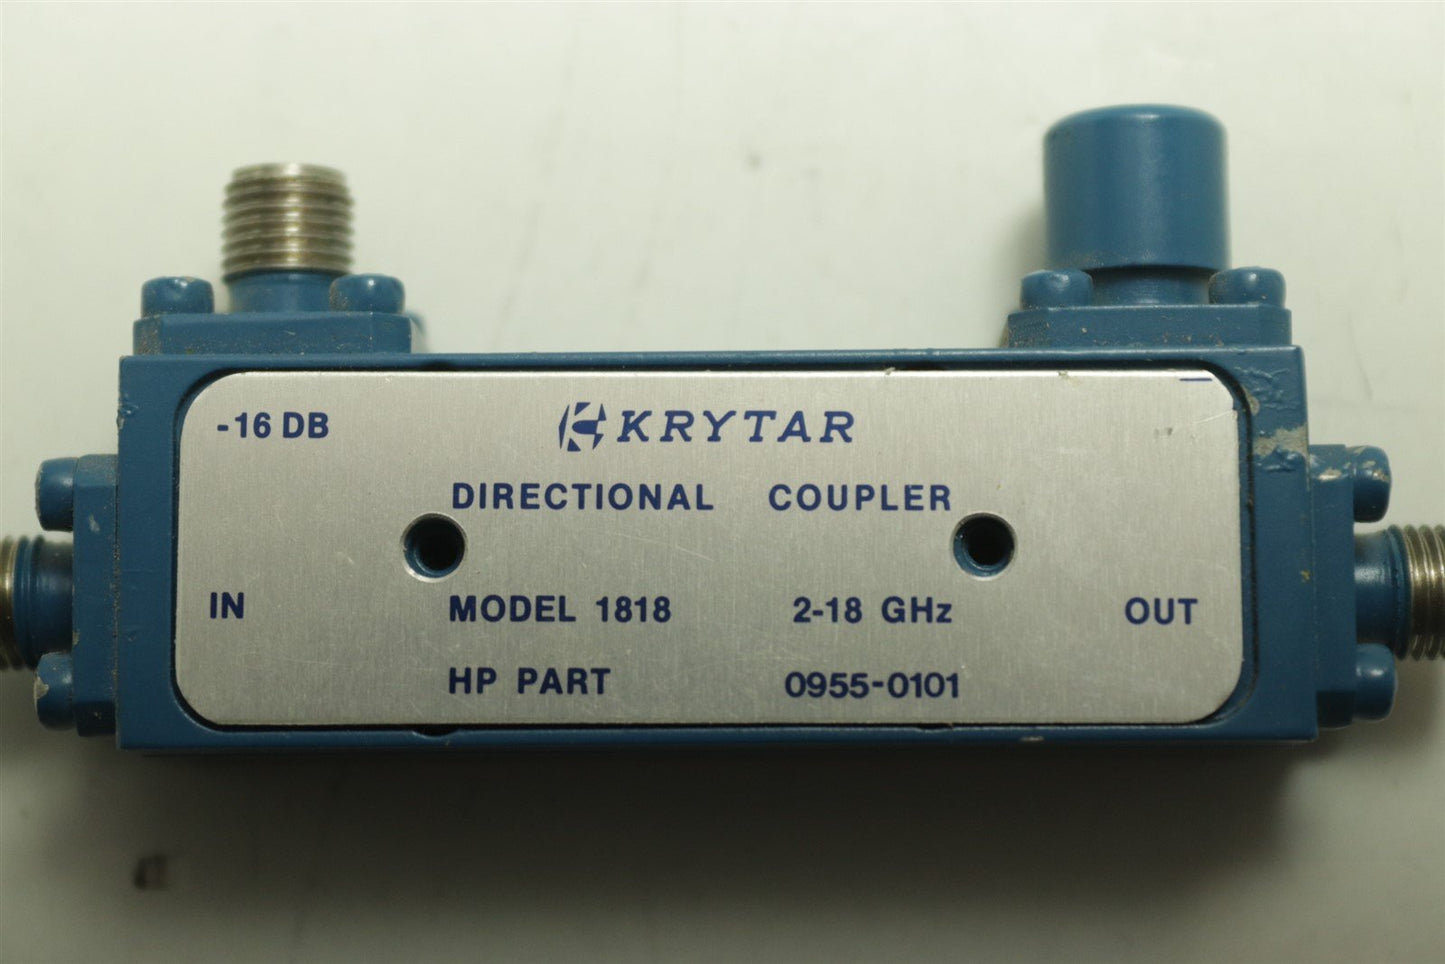 -16 DB KRYTAR
DIRECTIONAL COUPLER
IN MODEL 1818 2-18 GHz OUT
HP PART 0955-0101